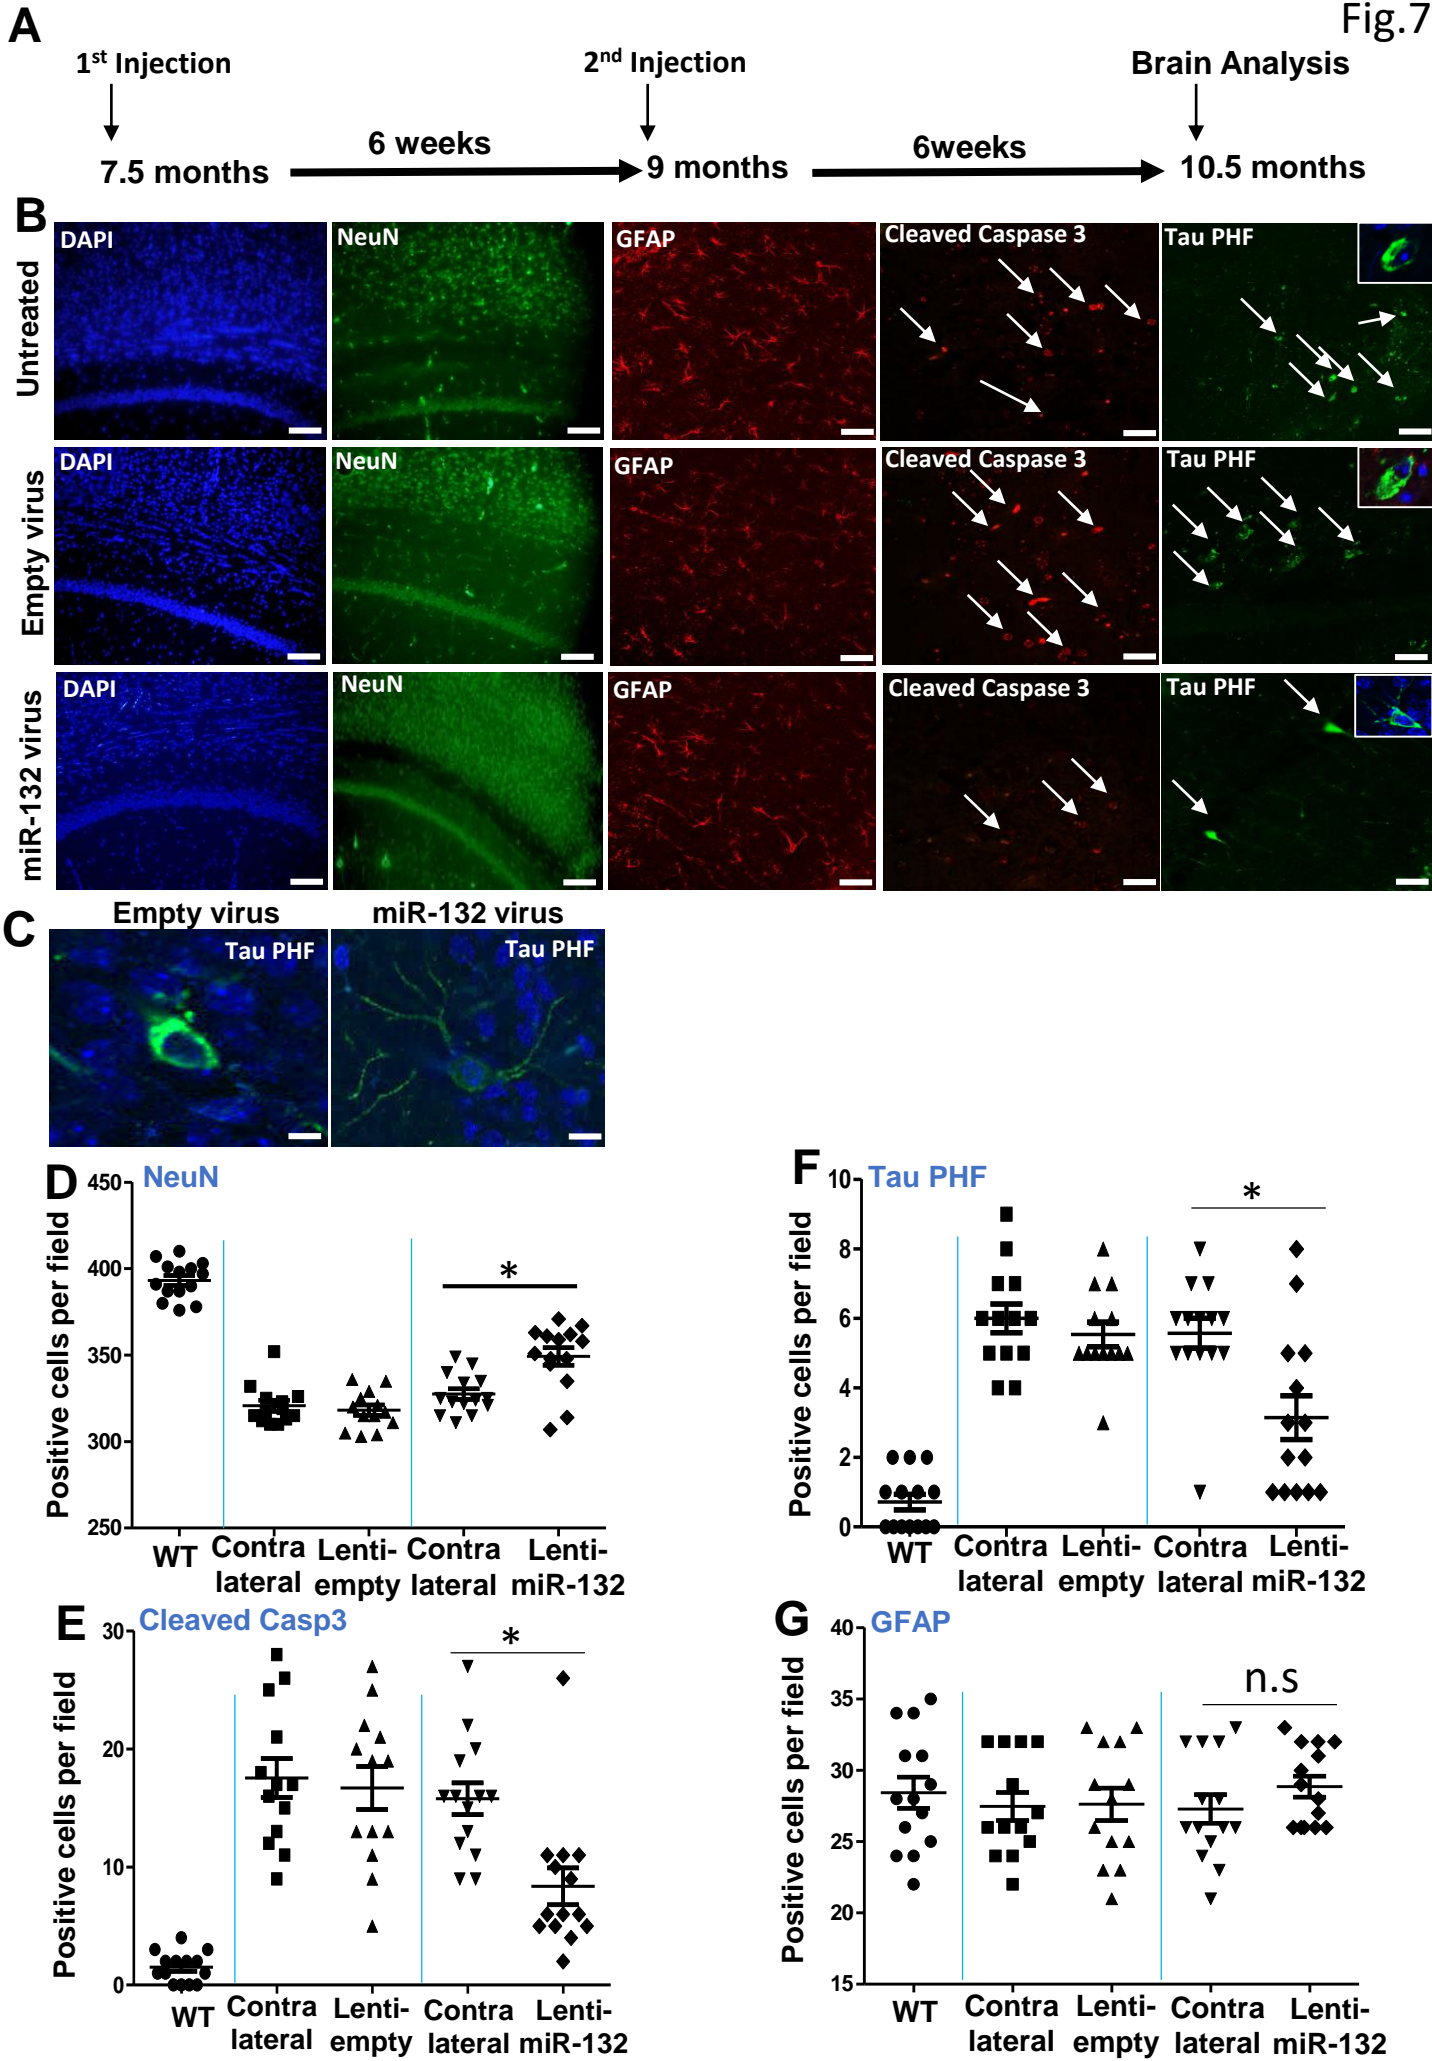 Fig.7
A
1st Injection
2nd Injection
Brain Analysis
6 weeks
6weeks
7.5 months
9 months
10.5 months
B
Untreated
DAPI
NeuN
GFAP
Cleaved Caspase 3
Tau PHF
Empty virus
DAPI
NeuN
GFAP
Cleaved Caspase 3
Tau PHF
miR-132 virus
DAPI
NeuN
GFAP
Cleaved Caspase 3
Tau PHF
C
Empty virus
miR-132 virus
Tau PHF
Tau PHF
D
NeuN
Positive cells per field
450
400
350
300
250
*
WT
Contra lateral
Lenti-empty
Contra lateral
Lenti-miR-132
F
Tau PHF
Positive cells per field
10
8
6
4
2
0
*
WT
Contra lateral
Lenti-empty
Contra lateral
Lenti-miR-132
E
Cleaved Casp3
Positive cells per field
30
20
10
0
*
WT
Contra lateral
Lenti-empty
Contra lateral
Lenti-miR-132
G
GFAP
Positive cells per field
40
35
30
25
20
15
n.s
WT
Contra lateral
Lenti-empty
Contra lateral
Lenti-miR-132